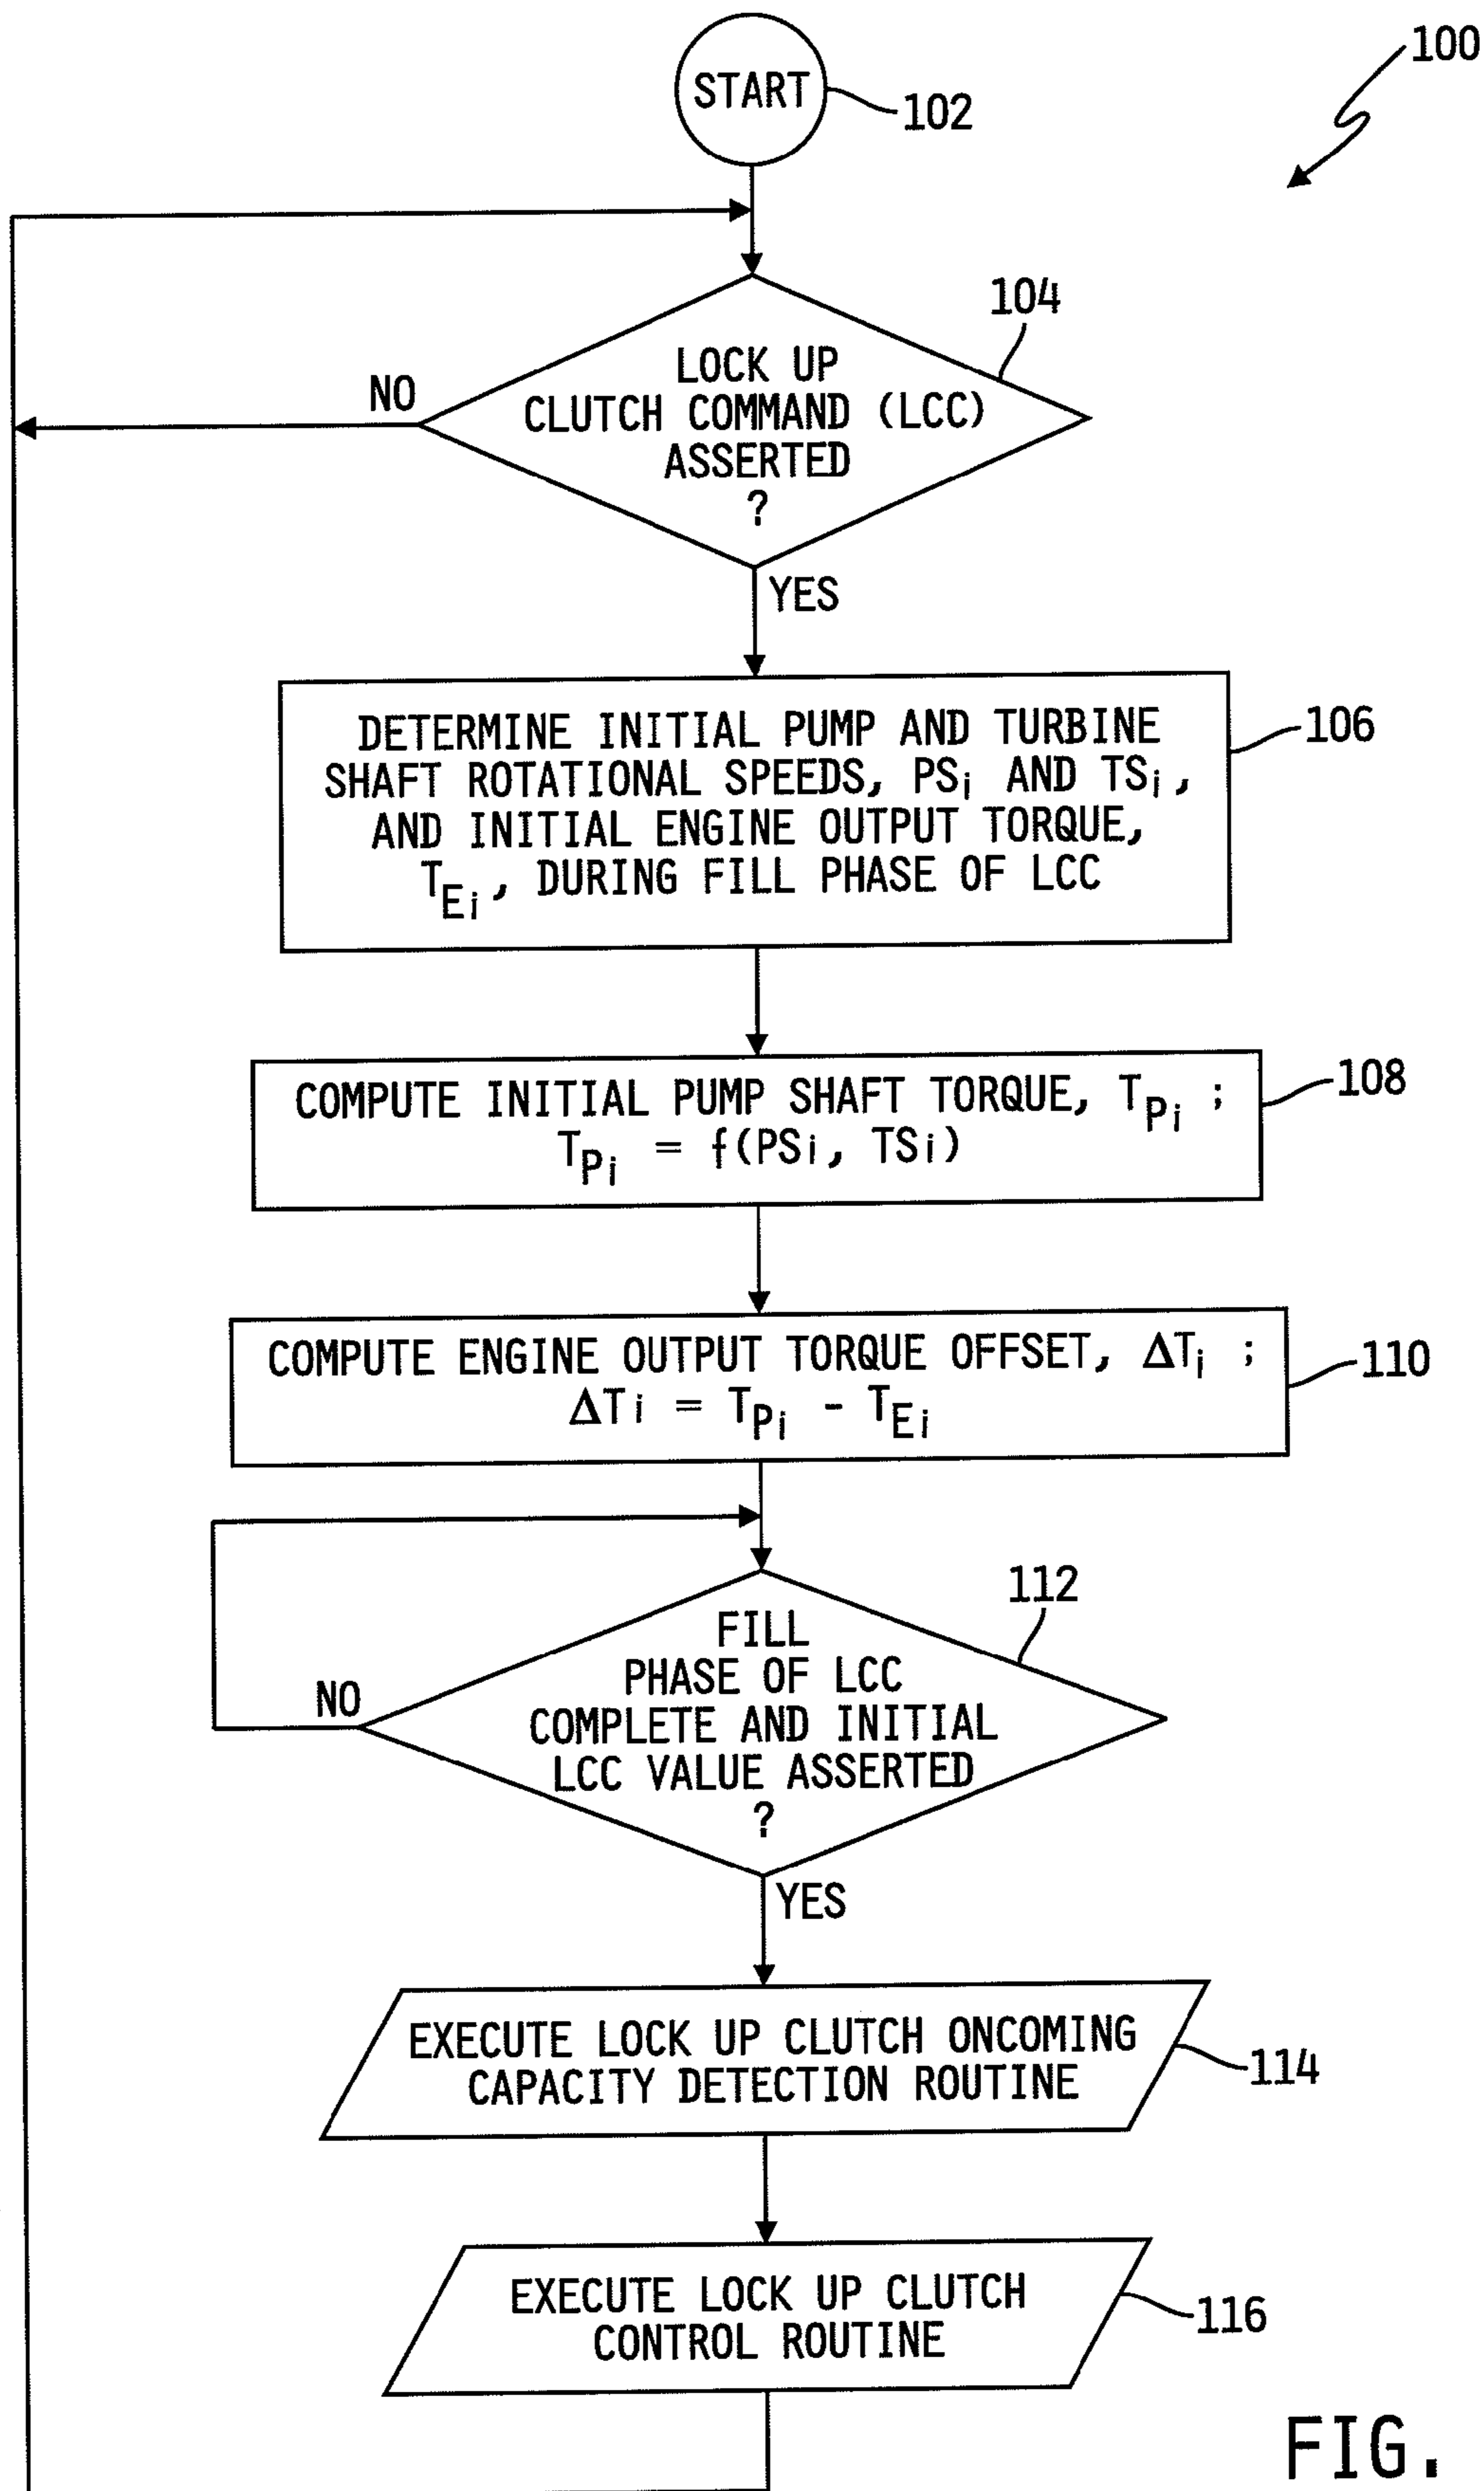 100
START
102
104
NO
LOCK UP
CLUTCH COMMAND (LCC)
ASSERTED
?
YES
106
DETERMINE INITIAL PUMP AND TURBINE
SHAFT ROTATIONAL SPEEDS, PSi AND TSi,
AND INITIAL ENGINE OUTPUT TORQUE,
TEi, DURING FILL PHASE OF LCC
108
COMPUTE INITIAL PUMP SHAFT TORQUE, TPi ;
TPi = f(PSi, TSi)
110
COMPUTE ENGINE OUTPUT TORQUE OFFSET, ΔTi ;
ΔTi = TPi - TEi
112
NO
FILL
PHASE OF LCC
COMPLETE AND INITIAL
LCC VALUE ASSERTED
?
YES
EXECUTE LOCK UP CLUTCH ONCOMING
CAPACITY DETECTION ROUTINE
114
EXECUTE LOCK UP CLUTCH
CONTROL ROUTINE
116
FIG.